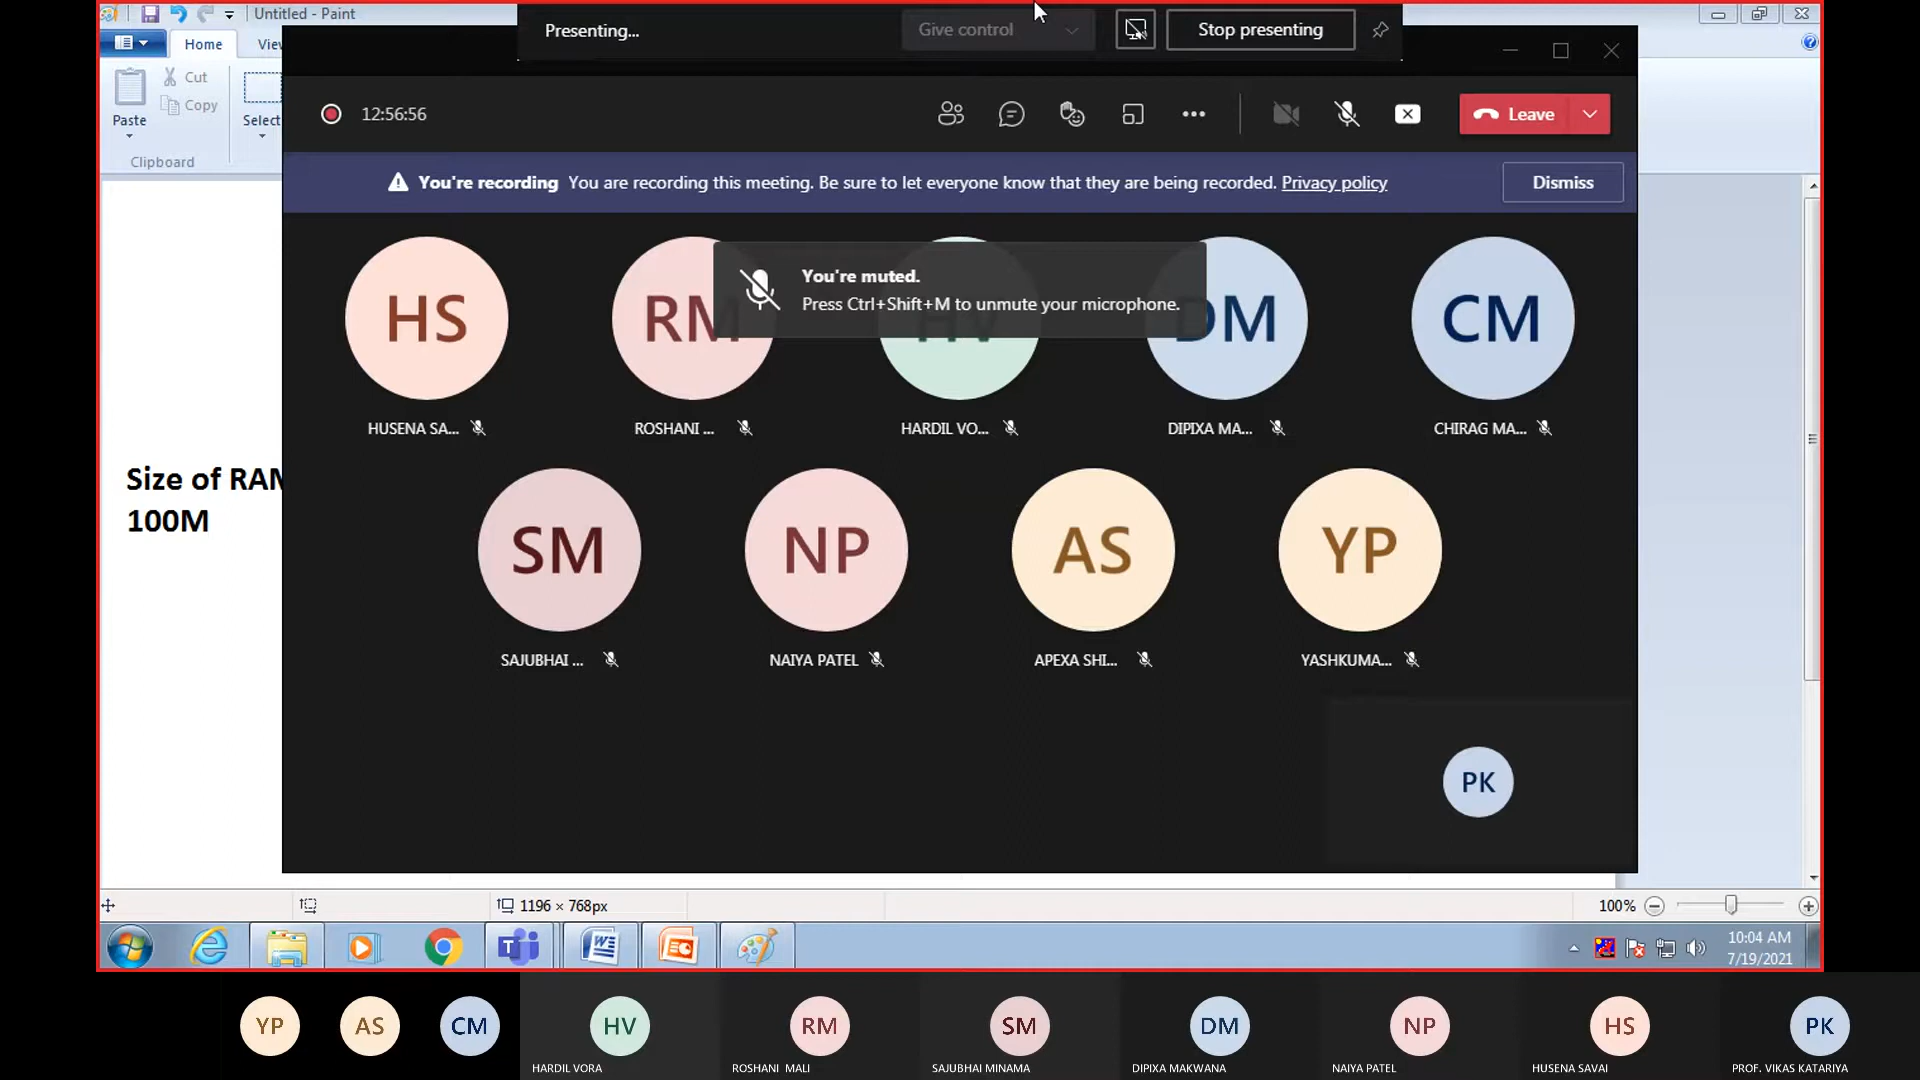 Untitled - Paint
Presenting...
Give control
Stop presenting
Home
Vie
Cut
Copy
Paste
Select
Clipboard
12:56:56
Leave
You're recording You are recording this meeting. Be sure to let everyone know that they are being recorded. Privacy policy
Dismiss
You're muted.
Press Ctrl+Shift+M to unmute your microphone.
HS
RM
HV
DM
CM
HUSENA SA...
ROSHANI ...
HARDIL VO...
DIPIXA MA...
CHIRAG MA...
Size of RAM
100M
SM
NP
AS
YP
SAJUBHAI ...
NAIYA PATEL
APEXA SHI...
YASHKUMA...
PK
1196 × 768px
100%
10:04 AM
7/19/2021
YP
AS
CM
HV
RM
SM
DM
NP
HS
PK
HARDIL VORA
ROSHANI MALI
SAJUBHAI MINAMA
DIPIXA MAKWANA
NAIYA PATEL
HUSENA SAVAI
PROF. VIKAS KATARIYA